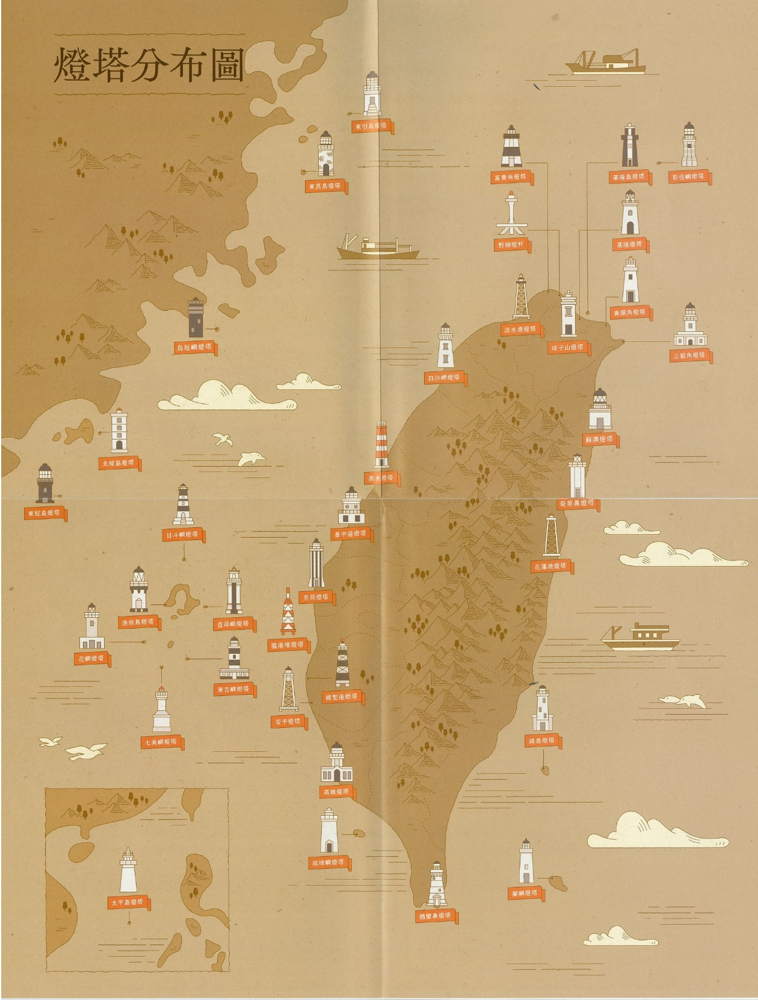 燈塔分布圖
東引島燈塔
東莒島燈塔
富貴角燈塔
基隆島燈塔
彭佳嶼燈塔
野柳燈杆
基隆燈塔
鼻頭角燈塔
淡水港燈塔
球子山燈塔
三貂角燈塔
烏坵嶼燈塔
白沙岬燈塔
蘇澳燈塔
北椗島燈塔
高美燈塔
奇萊鼻燈塔
東椗島燈塔
目斗嶼燈塔
臺中港燈塔
花蓮港燈塔
芳苑燈塔
漁翁島燈塔
查母嶼燈塔
塭港堆燈塔
花嶼燈塔
東吉嶼燈塔
國聖港燈塔
安平燈塔
七美嶼燈塔
綠島燈塔
高雄燈塔
琉球嶼燈塔
蘭嶼燈塔
太平島燈塔
鵝鑾鼻燈塔